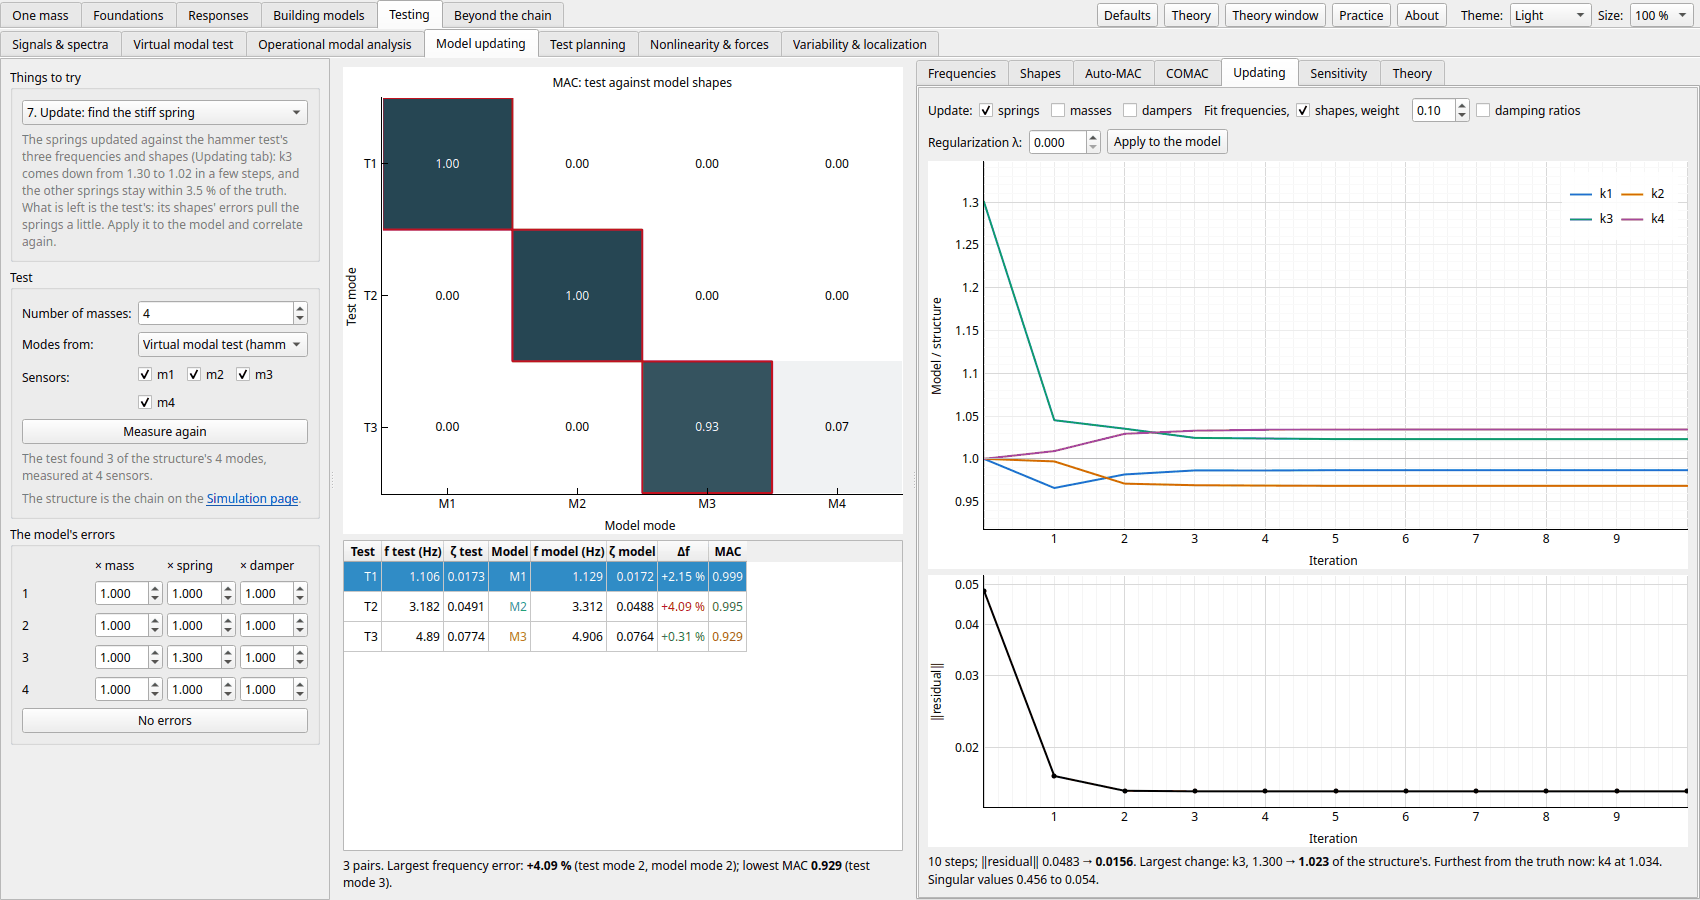 One mass Foundations Responses Building models Testing Beyond the chain Defaults Theory Theory window Practice About Theme: Light Size: 100 %
Signals & spectra Virtual modal test Operational modal analysis Model updating Test planning Nonlinearity & forces Variability & localization
Things to try
7. Update: find the stiff spring
The springs updated against the hammer test's
three frequencies and shapes (Updating tab): k3
comes down from 1.30 to 1.02 in a few steps, and
the other springs stay within 3.5 % of the truth.
What is left is the test's: its shapes' errors pull the
springs a little. Apply it to the model and correlate
again.
Test
Number of masses: 4
Modes from: Virtual modal test (hamm
Sensors: m1 m2 m3
m4
Measure again
The test found 3 of the structure's 4 modes,
measured at 4 sensors.
The structure is the chain on the Simulation page.
The model's errors
× mass × spring × damper
1 1.000 1.000 1.000
2 1.000 1.000 1.000
3 1.000 1.300 1.000
4 1.000 1.000 1.000
No errors
MAC: test against model shapes
Test mode
T1 1.00 0.00 0.00 0.00
T2 0.00 1.00 0.00 0.00
T3 0.00 0.00 0.93 0.07
M1 M2 M3 M4
Model mode
Test f test (Hz) ζ test Model f model (Hz) ζ model Δf MAC
T1 1.106 0.0173 M1 1.129 0.0172 +2.15 % 0.999
T2 3.182 0.0491 M2 3.312 0.0488 +4.09 % 0.995
T3 4.89 0.0774 M3 4.906 0.0764 +0.31 % 0.929
3 pairs. Largest frequency error: +4.09 % (test mode 2, model mode 2); lowest MAC 0.929 (test
mode 3).
Frequencies Shapes Auto-MAC COMAC Updating Sensitivity Theory
Update: springs masses dampers Fit frequencies, shapes, weight 0.10 damping ratios
Regularization λ: 0.000 Apply to the model
k1 k2
k3 k4
Model / structure
1.3
1.25
1.2
1.15
1.1
1.05
1.0
0.95
1 2 3 4 5 6 7 8 9
Iteration
||residual||
0.05
0.04
0.03
0.02
1 2 3 4 5 6 7 8 9
Iteration
10 steps; ||residual|| 0.0483 → 0.0156. Largest change: k3, 1.300 → 1.023 of the structure's. Furthest from the truth now: k4 at 1.034.
Singular values 0.456 to 0.054.